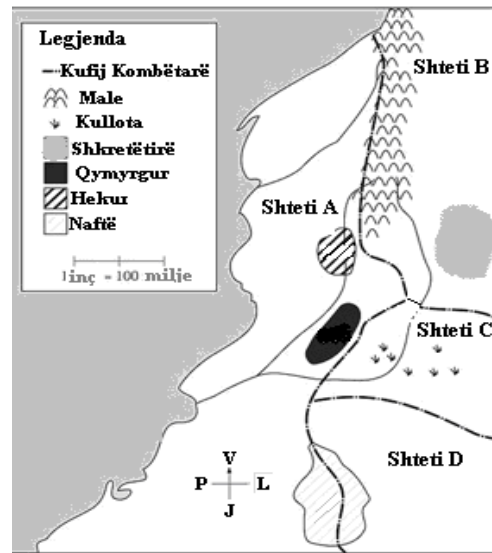 Legjenda
Kufij Kombëtarë
Male
Kullota
Shkretëtirë
Qymyrgur
Hekur
Naftë
1 inç = 100 milje
Shteti B
Shteti A
Shteti C
Shteti D
V
P L
J